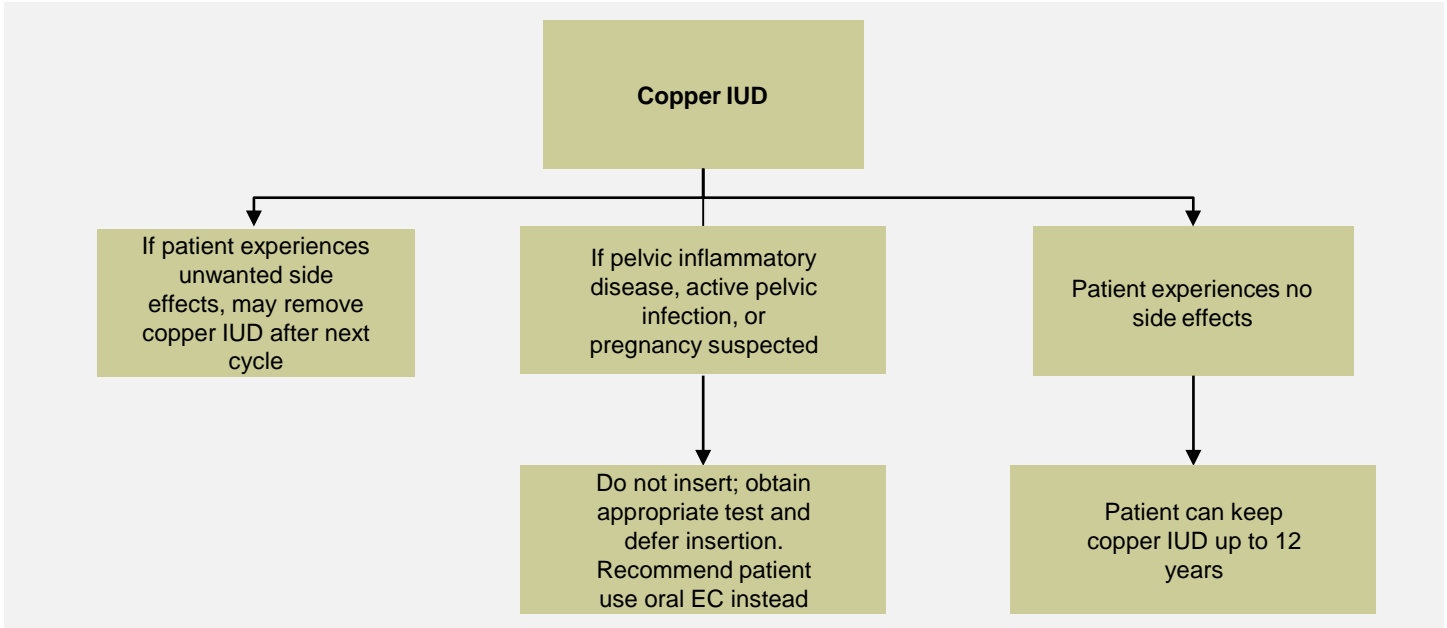 Copper IUD
If patient experiences
unwanted side
effects, may remove
copper IUD after next
cycle
If pelvic inflammatory
disease, active pelvic
infection, or
pregnancy suspected
Patient experiences no
side effects
Do not insert; obtain
appropriate test and
defer insertion.
Recommend patient
use oral EC instead
Patient can keep
copper IUD up to 12
years